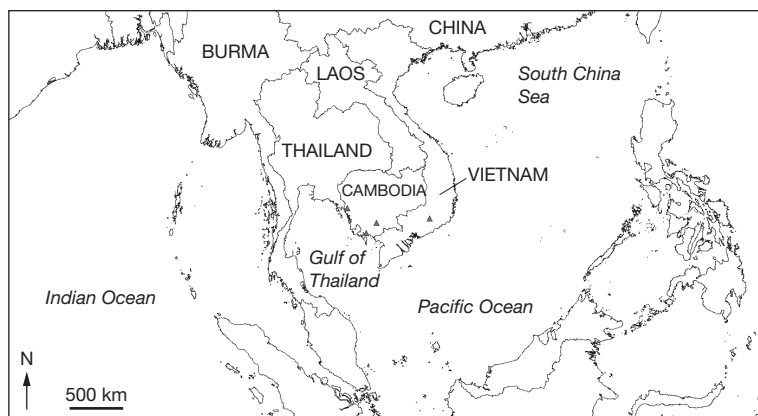 CHINA
BURMA
LAOS
South China
Sea
THAILAND
CAMBODIA
VIETNAM
Gulf of
Thailand
Indian Ocean
Pacific Ocean
N
500 km